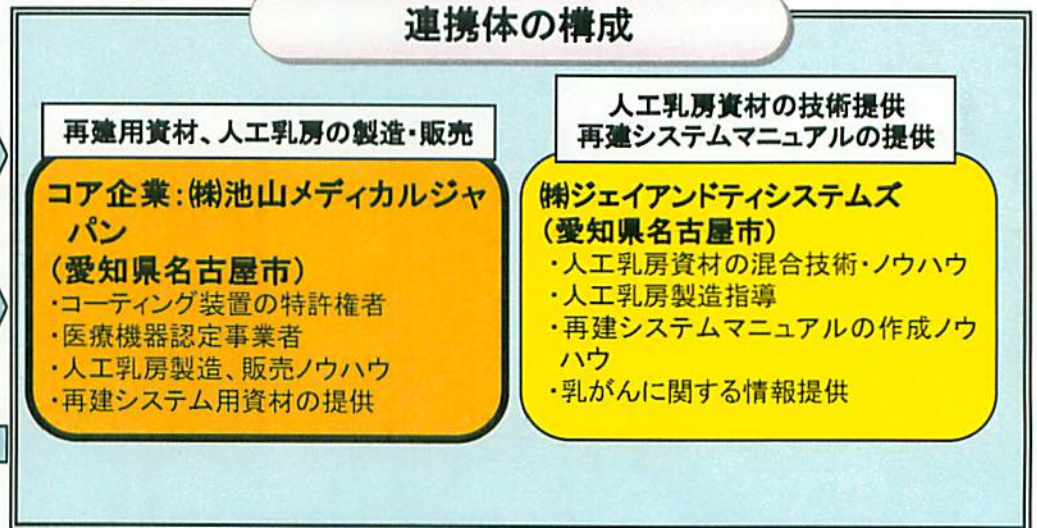 連携体の構成
再建用資材、人工乳房の製造・販売
コア企業：㈱池山メディカルジャ
パン
（愛知県名古屋市）
・コーティング装置の特許権者
・医療機器認定事業者
・人工乳房製造、販売ノウハウ
・再建システム用資材の提供
人工乳房資材の技術提供
再建システムマニュアルの提供
㈱ジェイアンドティシステムズ
（愛知県名古屋市）
・人工乳房資材の混合技術・ノウハウ
・人工乳房製造指導
・再建システムマニュアルの作成ノウ
ハウ
・乳がんに関する情報提供